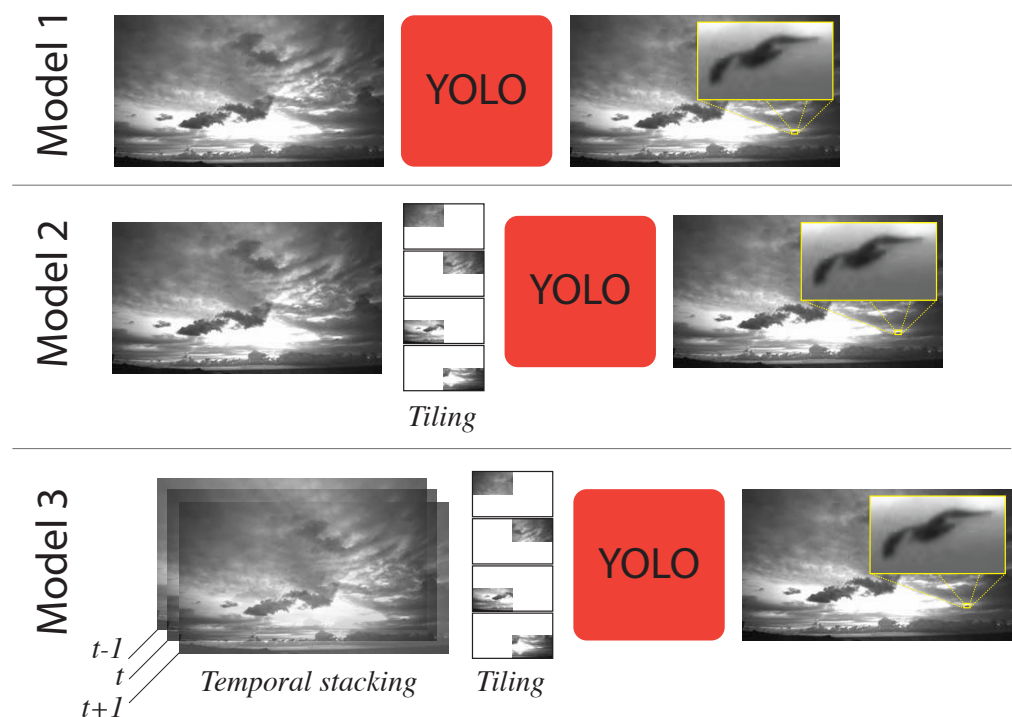 Model 1
YOLO
Model 2
Tiling
YOLO
Model 3
t-1
t
t+1
Temporal stacking
Tiling
YOLO